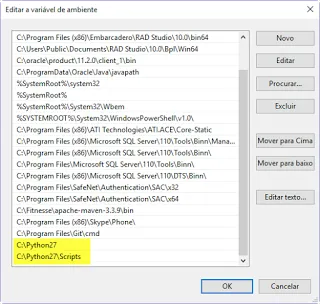 Editar a variável de ambiente
C:\Program Files (x86)\Embarcadero\RAD Studio\10.0\bin64
C:\Users\Public\Documents\RAD Studio\10.0\Bpl\Win64
C:\oracle\product\11.2.0\client_1\bin
C:\ProgramData\Oracle\Java\javapath
%SystemRoot%\system32
%SystemRoot%
%SystemRoot%\System32\Wbem
%SYSTEMROOT%\System32\WindowsPowerShell\v1.0\
C:\Program Files (x86)\ATI Technologies\ATI.ACE\Core-Static
C:\Program Files (x86)\Microsoft SQL Server\110\Tools\Binn\Mana...
C:\Program Files (x86)\Microsoft SQL Server\110\Tools\Binn\
C:\Program Files\Microsoft SQL Server\110\Tools\Binn\
C:\Program Files (x86)\Microsoft SQL Server\110\DTS\Binn\
C:\Program Files\SafeNet\Authentication\SAC\x32
C:\Program Files\SafeNet\Authentication\SAC\x64
C:\Fitnesse\apache-maven-3.3.9\bin
C:\Program Files (x86)\Skype\Phone\
C:\Program Files\Git\cmd
C:\Python27
C:\Python27\Scripts
Novo
Editar
Procurar...
Excluir
Mover para Cima
Mover para baixo
Editar texto...
OK
Cancelar